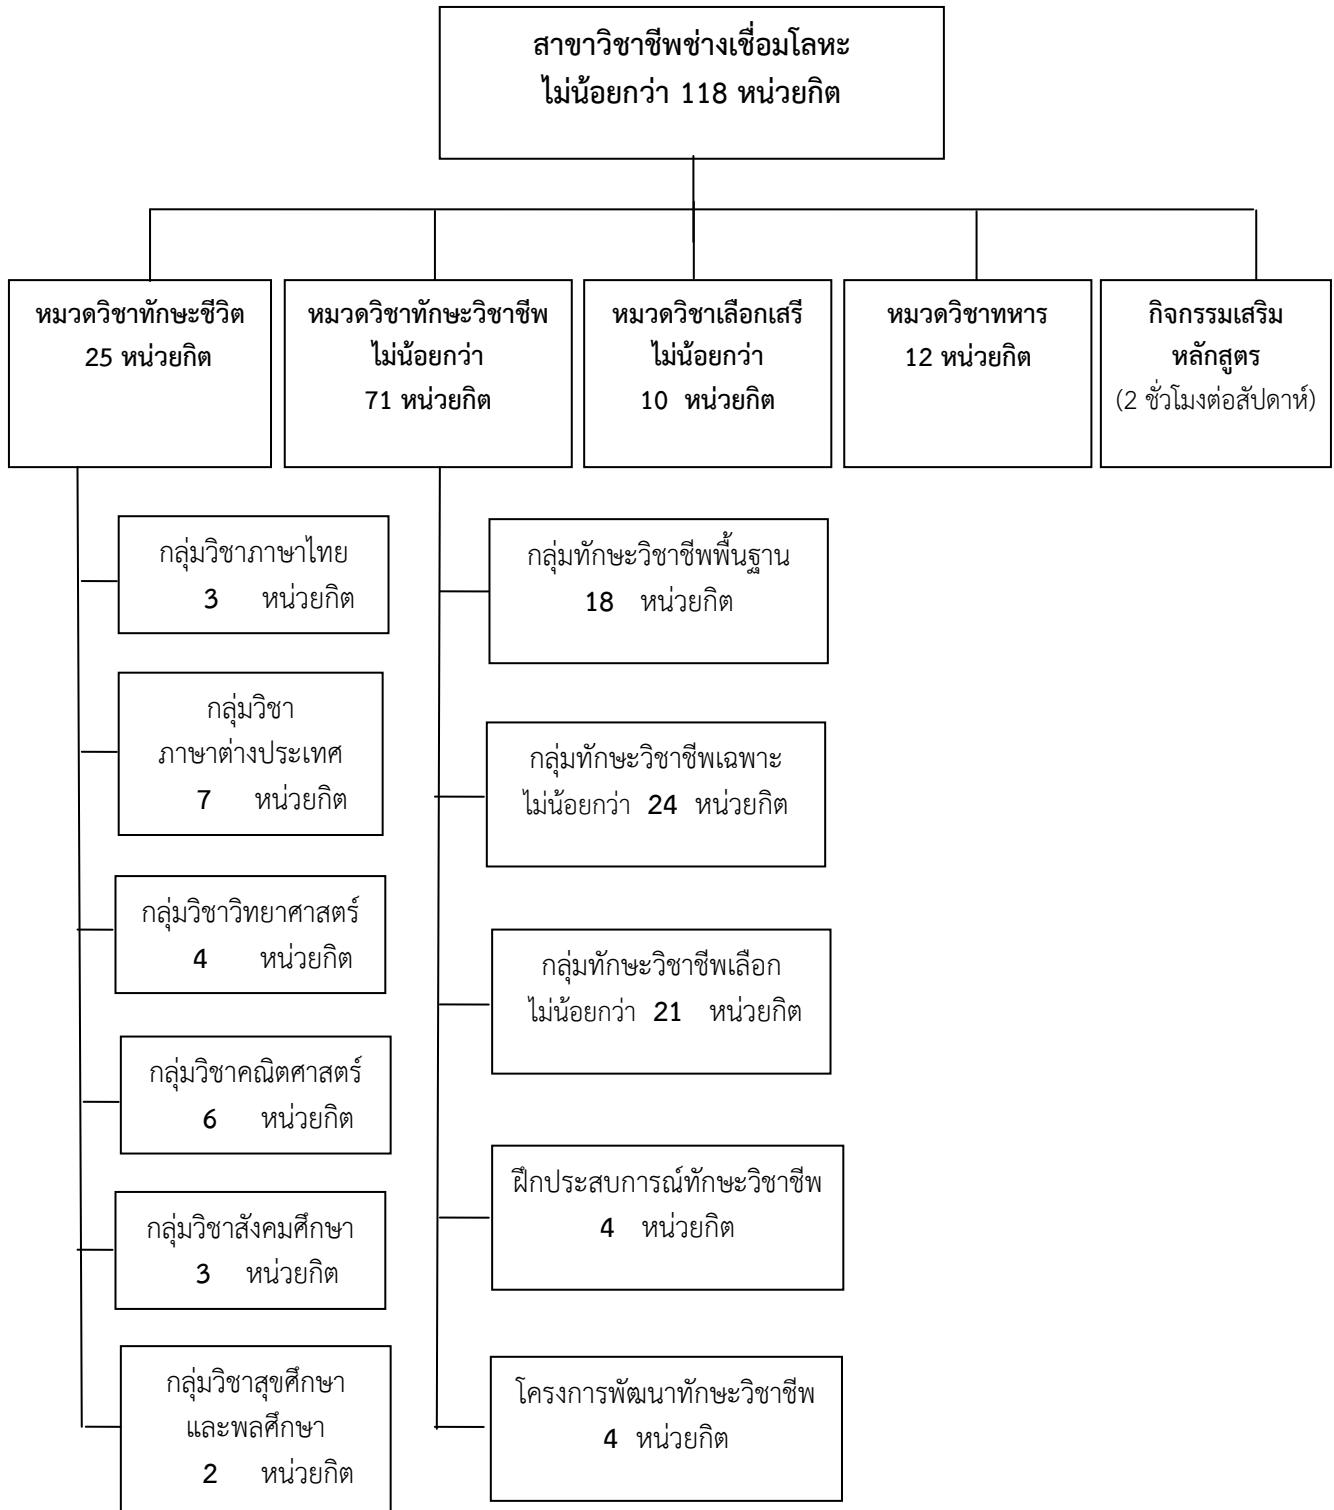 สาขาวิชาชีพช่างเชื่อมโลหะ
ไม่น้อยกว่า 118 หน่วยกิต
หมวดวิชาทักษะชีวิต
25 หน่วยกิต
หมวดวิชาทักษะวิชาชีพ
ไม่น้อยกว่า
71 หน่วยกิต
หมวดวิชาเลือกเสรี
ไม่น้อยกว่า
10 หน่วยกิต
หมวดวิชาทหาร
12 หน่วยกิต
กิจกรรมเสริม
หลักสูตร
(2 ชั่วโมงต่อสัปดาห์)
กลุ่มวิชาภาษาไทย
3 หน่วยกิต
กลุ่มวิชา
ภาษาต่างประเทศ
7 หน่วยกิต
กลุ่มวิชาวิทยาศาสตร์
4 หน่วยกิต
กลุ่มวิชาคณิตศาสตร์
6 หน่วยกิต
กลุ่มวิชาสังคมศึกษา
3 หน่วยกิต
กลุ่มวิชาสุขศึกษา
และพลศึกษา
2 หน่วยกิต
กลุ่มทักษะวิชาชีพพื้นฐาน
18 หน่วยกิต
กลุ่มทักษะวิชาชีพเฉพาะ
ไม่น้อยกว่า 24 หน่วยกิต
กลุ่มทักษะวิชาชีพเลือก
ไม่น้อยกว่า 21 หน่วยกิต
ฝึกประสบการณ์ทักษะวิชาชีพ
4 หน่วยกิต
โครงการพัฒนาทักษะวิชาชีพ
4 หน่วยกิต